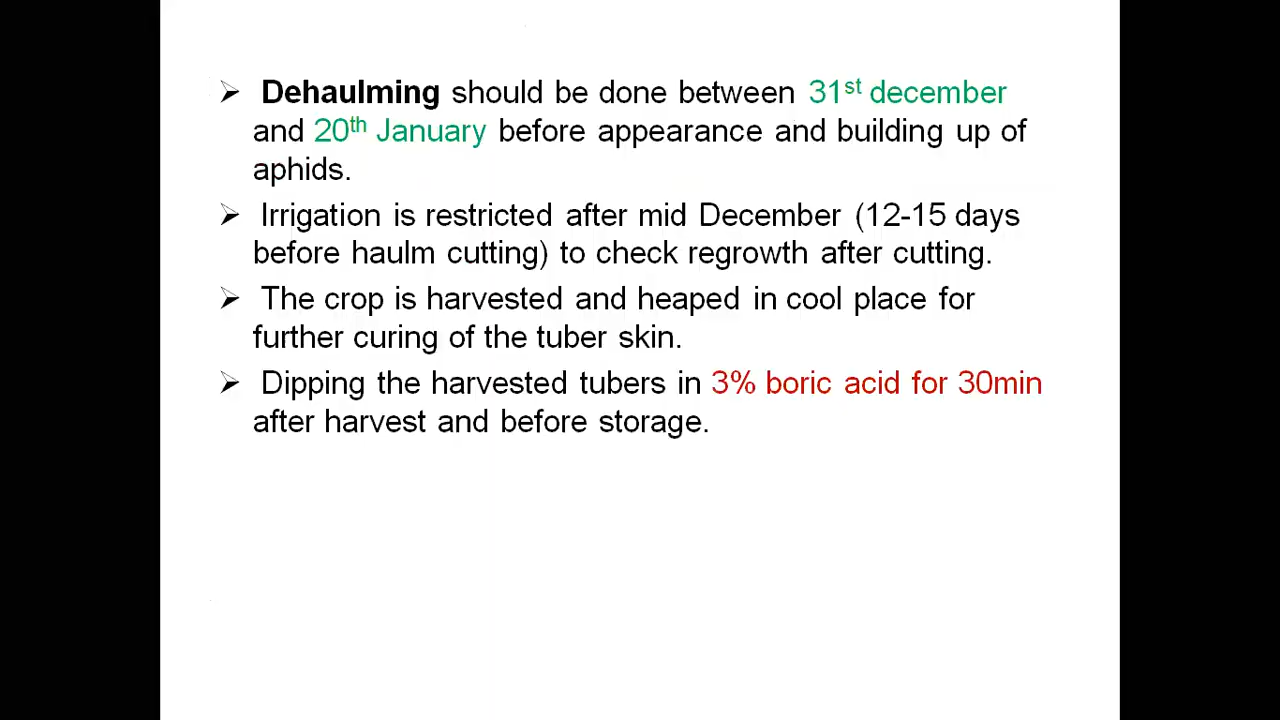 ➢ Dehaulming should be done between 31st december
and 20th January before appearance and building up of
aphids.
➢ Irrigation is restricted after mid December (12-15 days
before haulm cutting) to check regrowth after cutting.
➢ The crop is harvested and heaped in cool place for
further curing of the tuber skin.
➢ Dipping the harvested tubers in 3% boric acid for 30min
after harvest and before storage.